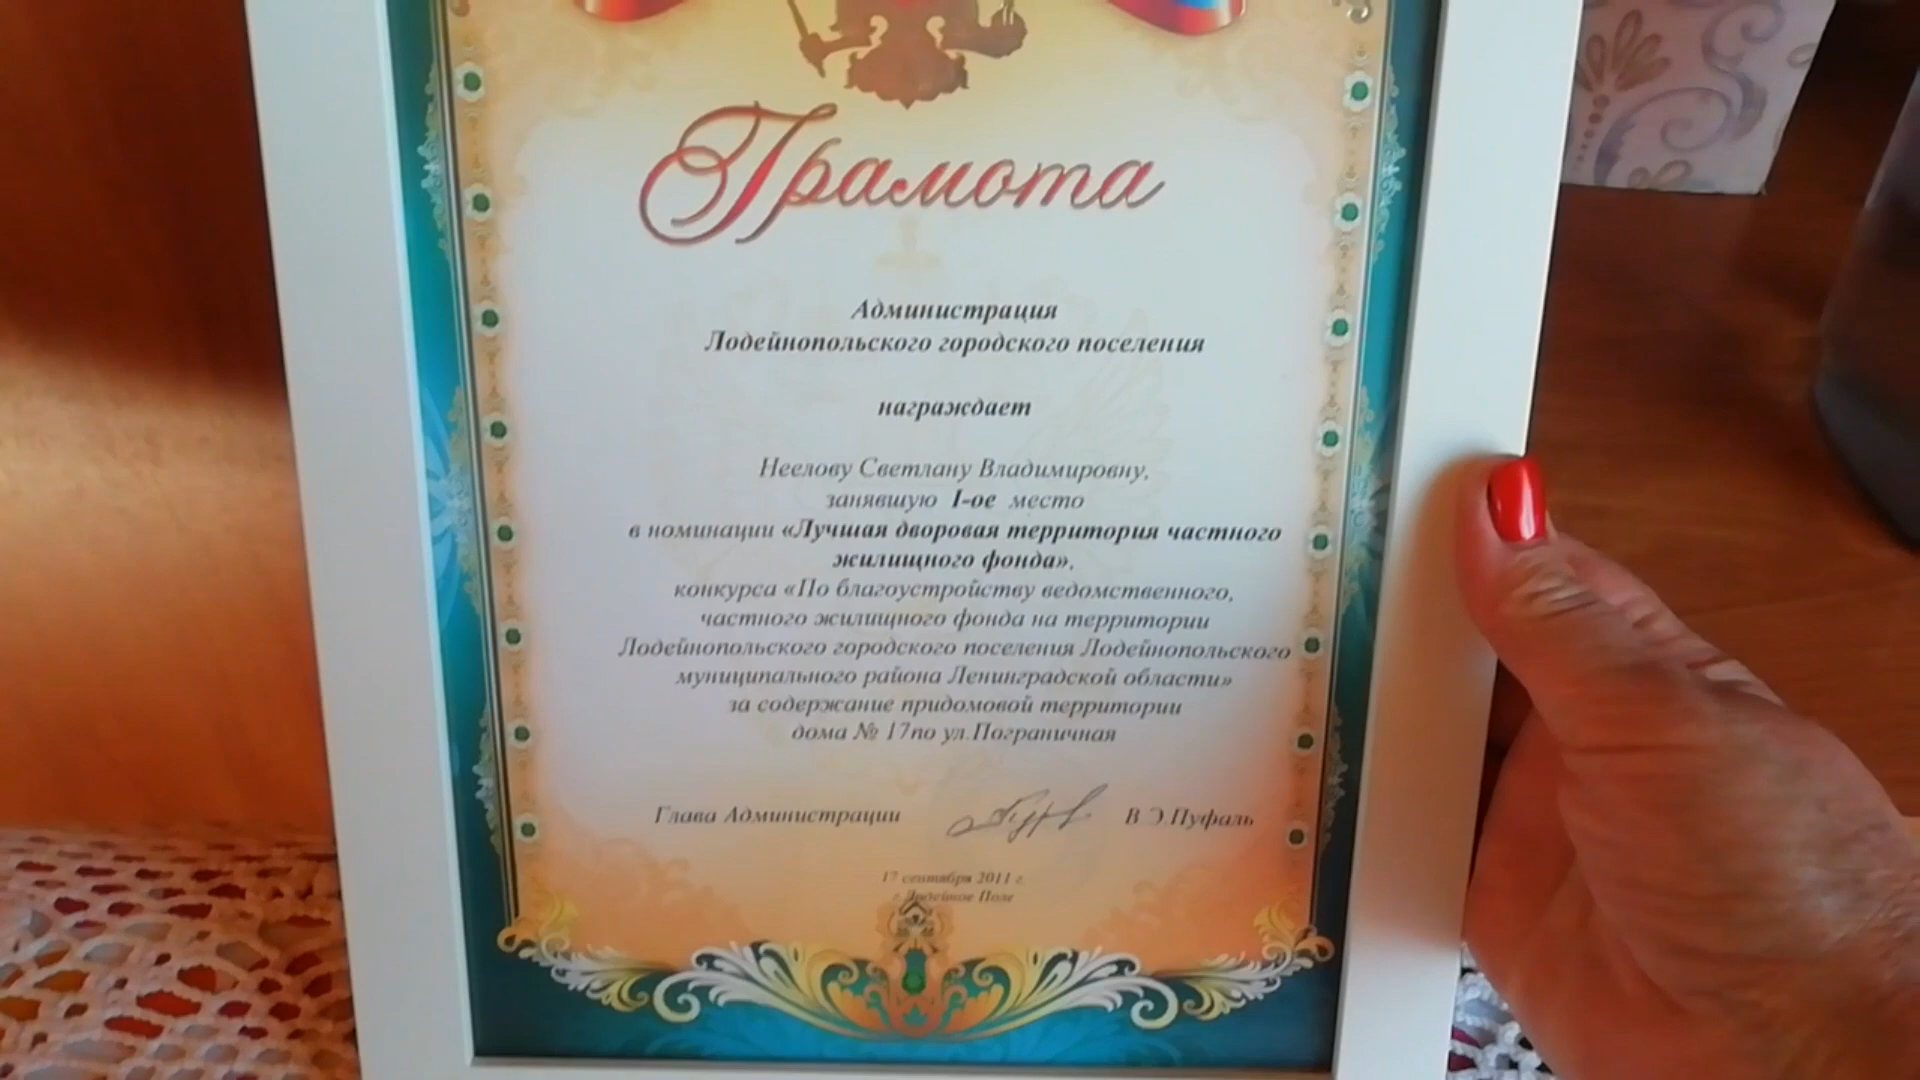 Грамота
Администрация
Лодейнопольского городского поселения
награждает
Неелову Светлану Владимировну,
занявшую I-ое место
в номинации «Лучшая дворовая территория частного
жилищного фонда»,
конкурса «По благоустройству ведомственного,
частного жилищного фонда на территории
Лодейнопольского городского поселения Лодейнопольского
муниципального района Ленинградской области»
за содержание придомовой территории
дома № 17по ул.Пограничная
Глава Администрации В.Э.Пуфаль
17 сентября 2011 г.
г. Лодейное Поле